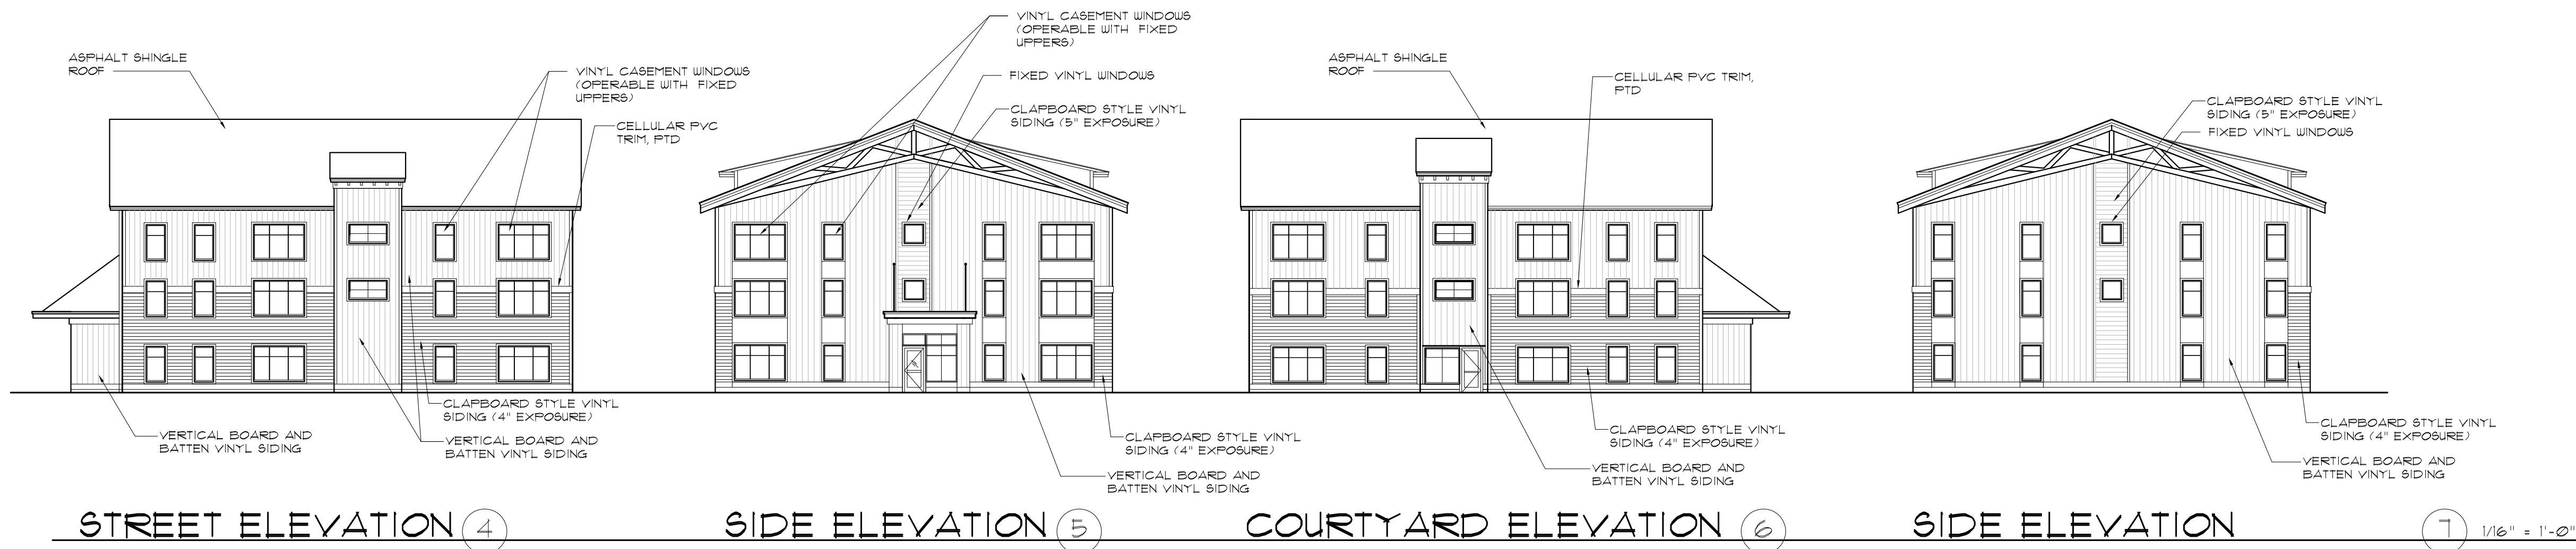 ASPHALT SHINGLE
ROOF
VINYL CASEMENT WINDOWS
(OPERABLE WITH FIXED
UPPERS)
CELLULAR PVC
TRIM, PTD
CLAPBOARD STYLE VINYL
SIDING (4" EXPOSURE)
VERTICAL BOARD AND
BATTEN VINYL SIDING
VERTICAL BOARD AND
BATTEN VINYL SIDING
STREET ELEVATION 4
VINYL CASEMENT WINDOWS
(OPERABLE WITH FIXED
UPPERS)
FIXED VINYL WINDOWS
CLAPBOARD STYLE VINYL
SIDING (5" EXPOSURE)
CLAPBOARD STYLE VINYL
SIDING (4" EXPOSURE)
VERTICAL BOARD AND
BATTEN VINYL SIDING
SIDE ELEVATION 5
ASPHALT SHINGLE
ROOF
CELLULAR PVC TRIM,
PTD
CLAPBOARD STYLE VINYL
SIDING (4" EXPOSURE)
VERTICAL BOARD AND
BATTEN VINYL SIDING
COURTYARD ELEVATION 6
CLAPBOARD STYLE VINYL
SIDING (5" EXPOSURE)
FIXED VINYL WINDOWS
CLAPBOARD STYLE VINYL
SIDING (4" EXPOSURE)
VERTICAL BOARD AND
BATTEN VINYL SIDING
SIDE ELEVATION 7 1/16" = 1'-0"